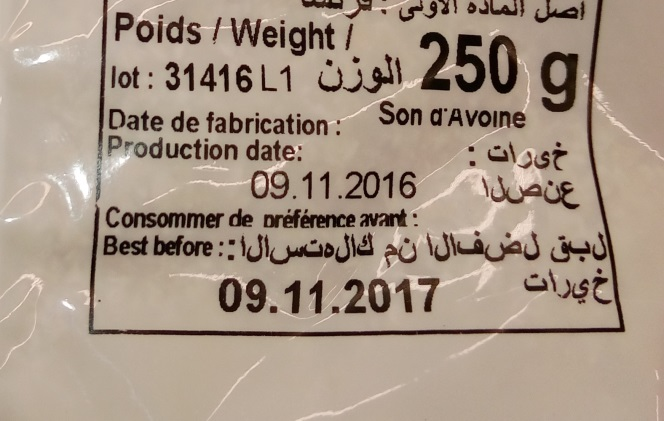 أصل المادة الأولى :
Poids / Weight /
lot : 31416 L1 الوزن 250 g
Date de fabrication : Son d'Avoine
Production date: خيرات :
09.11.2016 عنصلا
Consommer de préférence avant :
Best before :: لبق لضفالا نم كالهتسالا
09.11.2017 خيرات